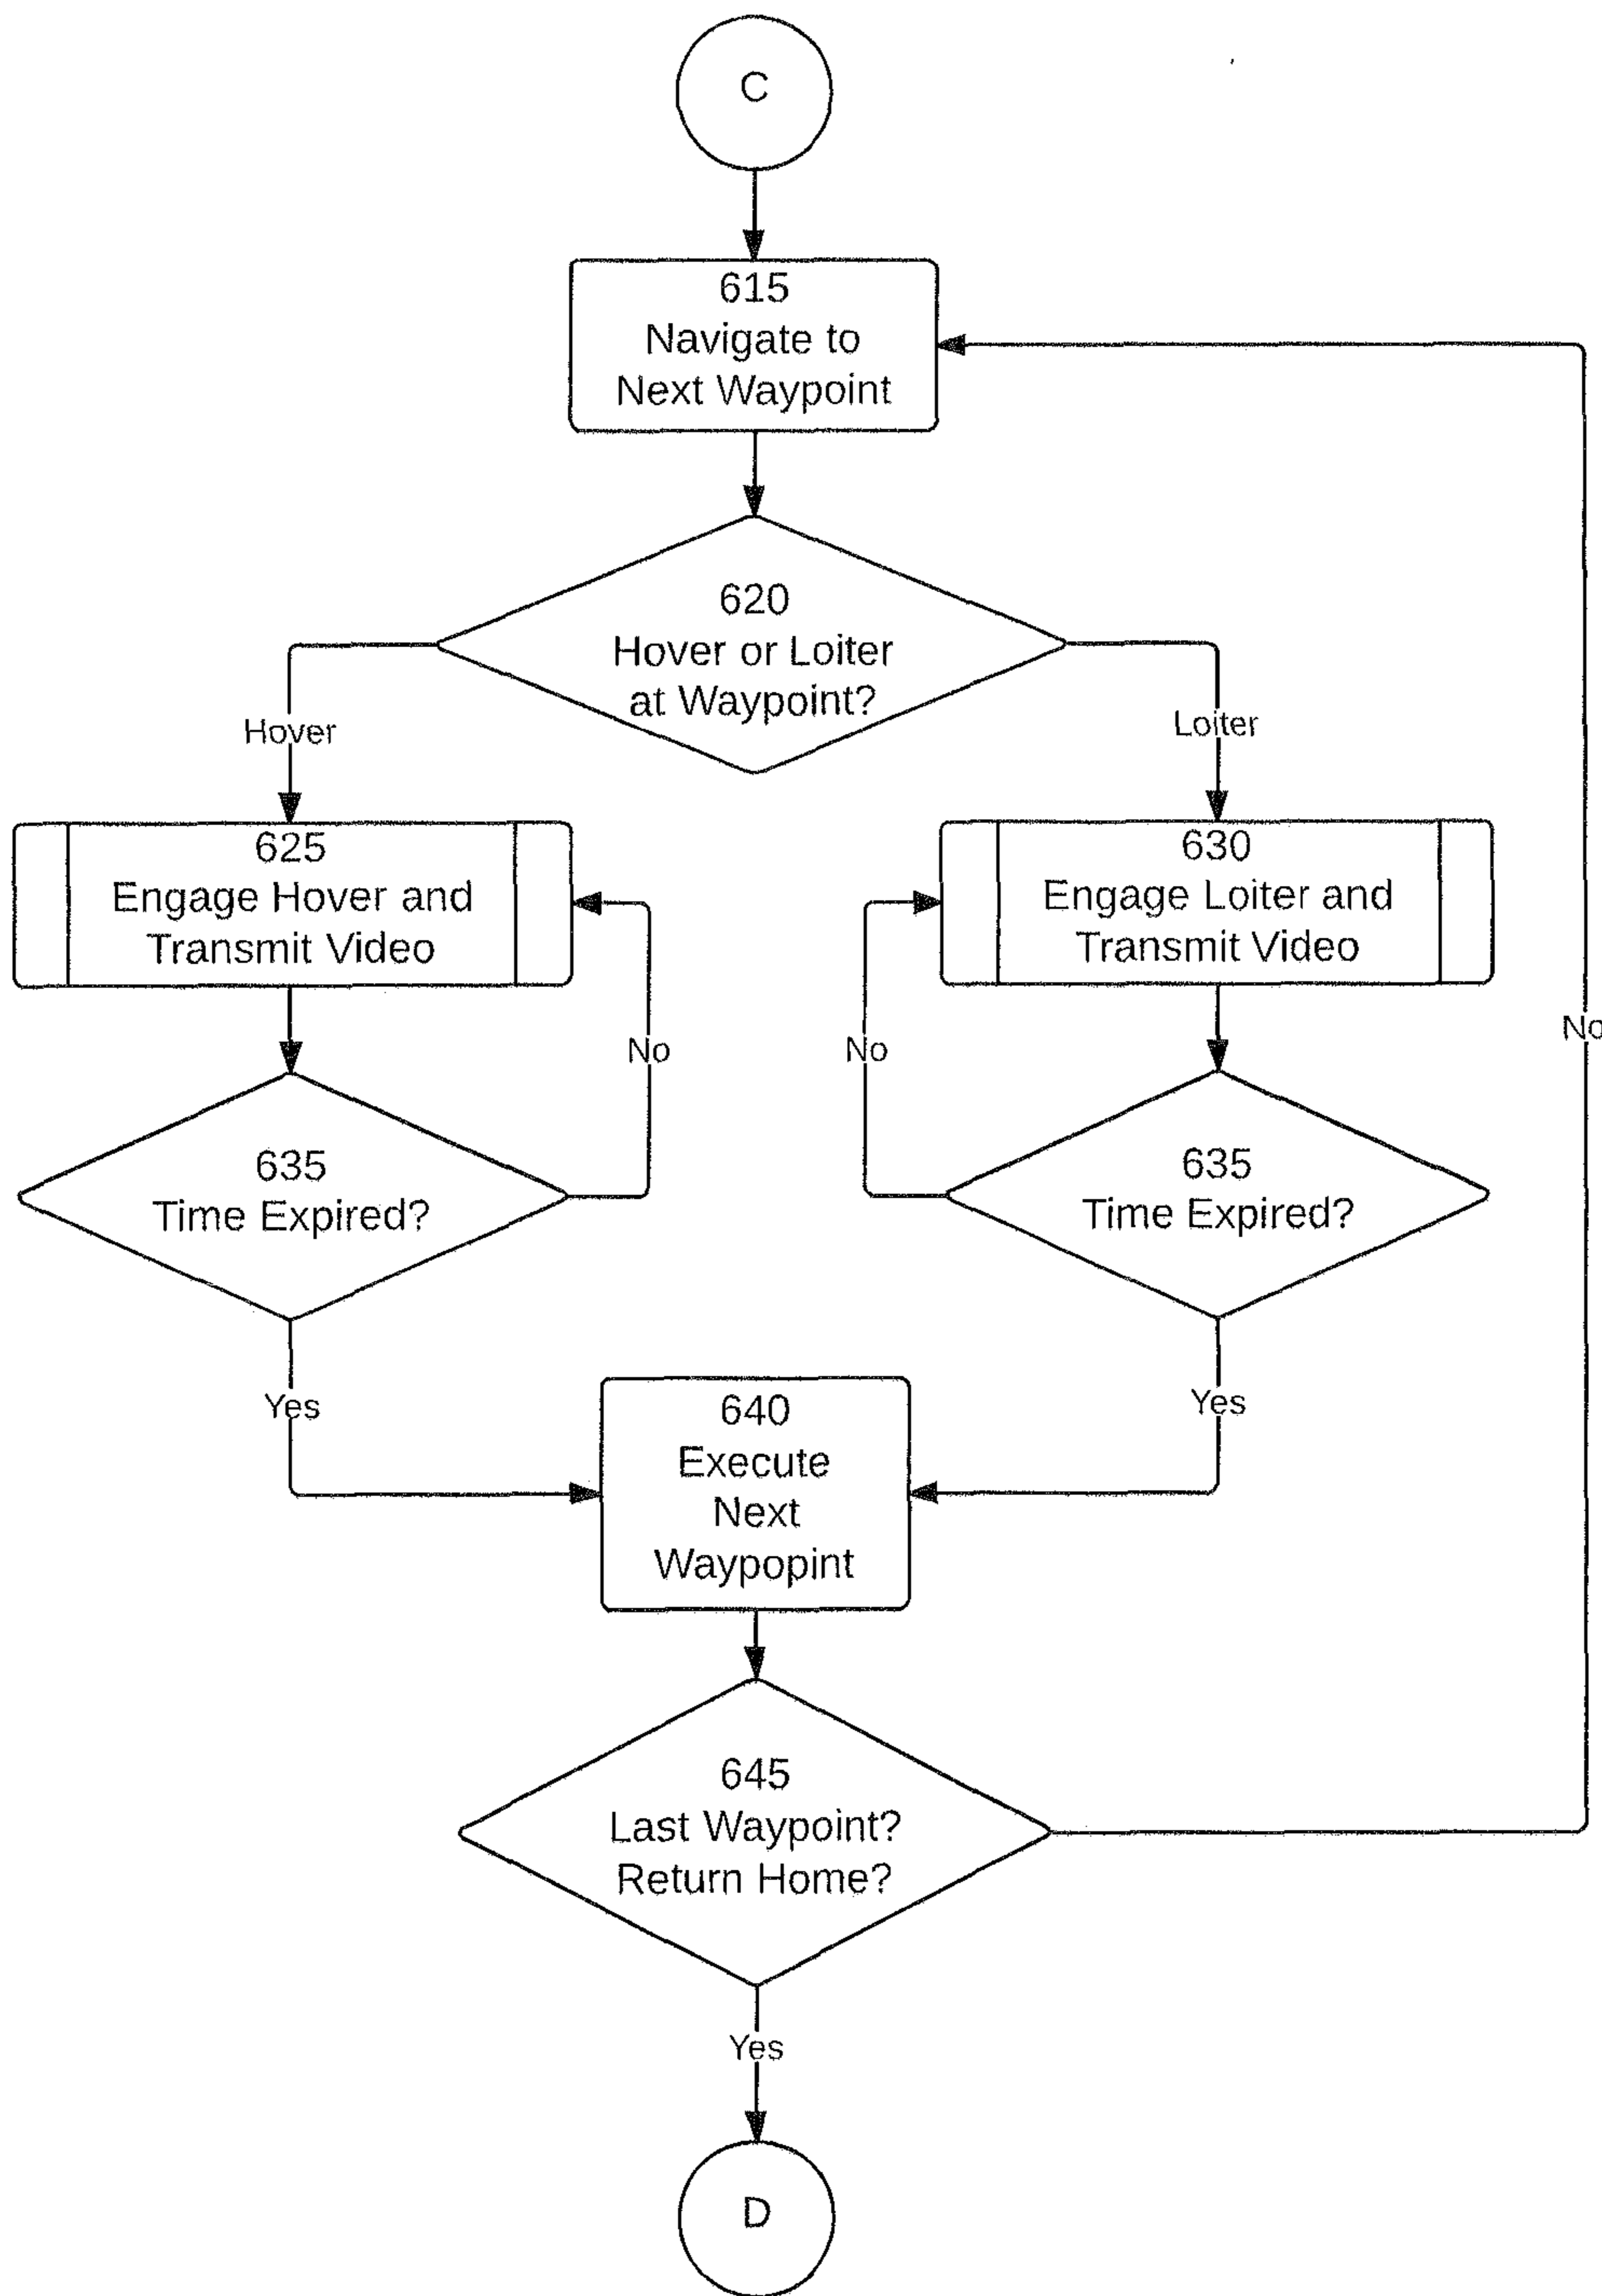 C
615
Navigate to
Next Waypoint
620
Hover or Loiter
at Waypoint?
Hover
Loiter
625
Engage Hover and
Transmit Video
630
Engage Loiter and
Transmit Video
No
No
No
635
Time Expired?
635
Time Expired?
Yes
Yes
640
Execute
Next
Waypopint
645
Last Waypoint?
Return Home?
Yes
D